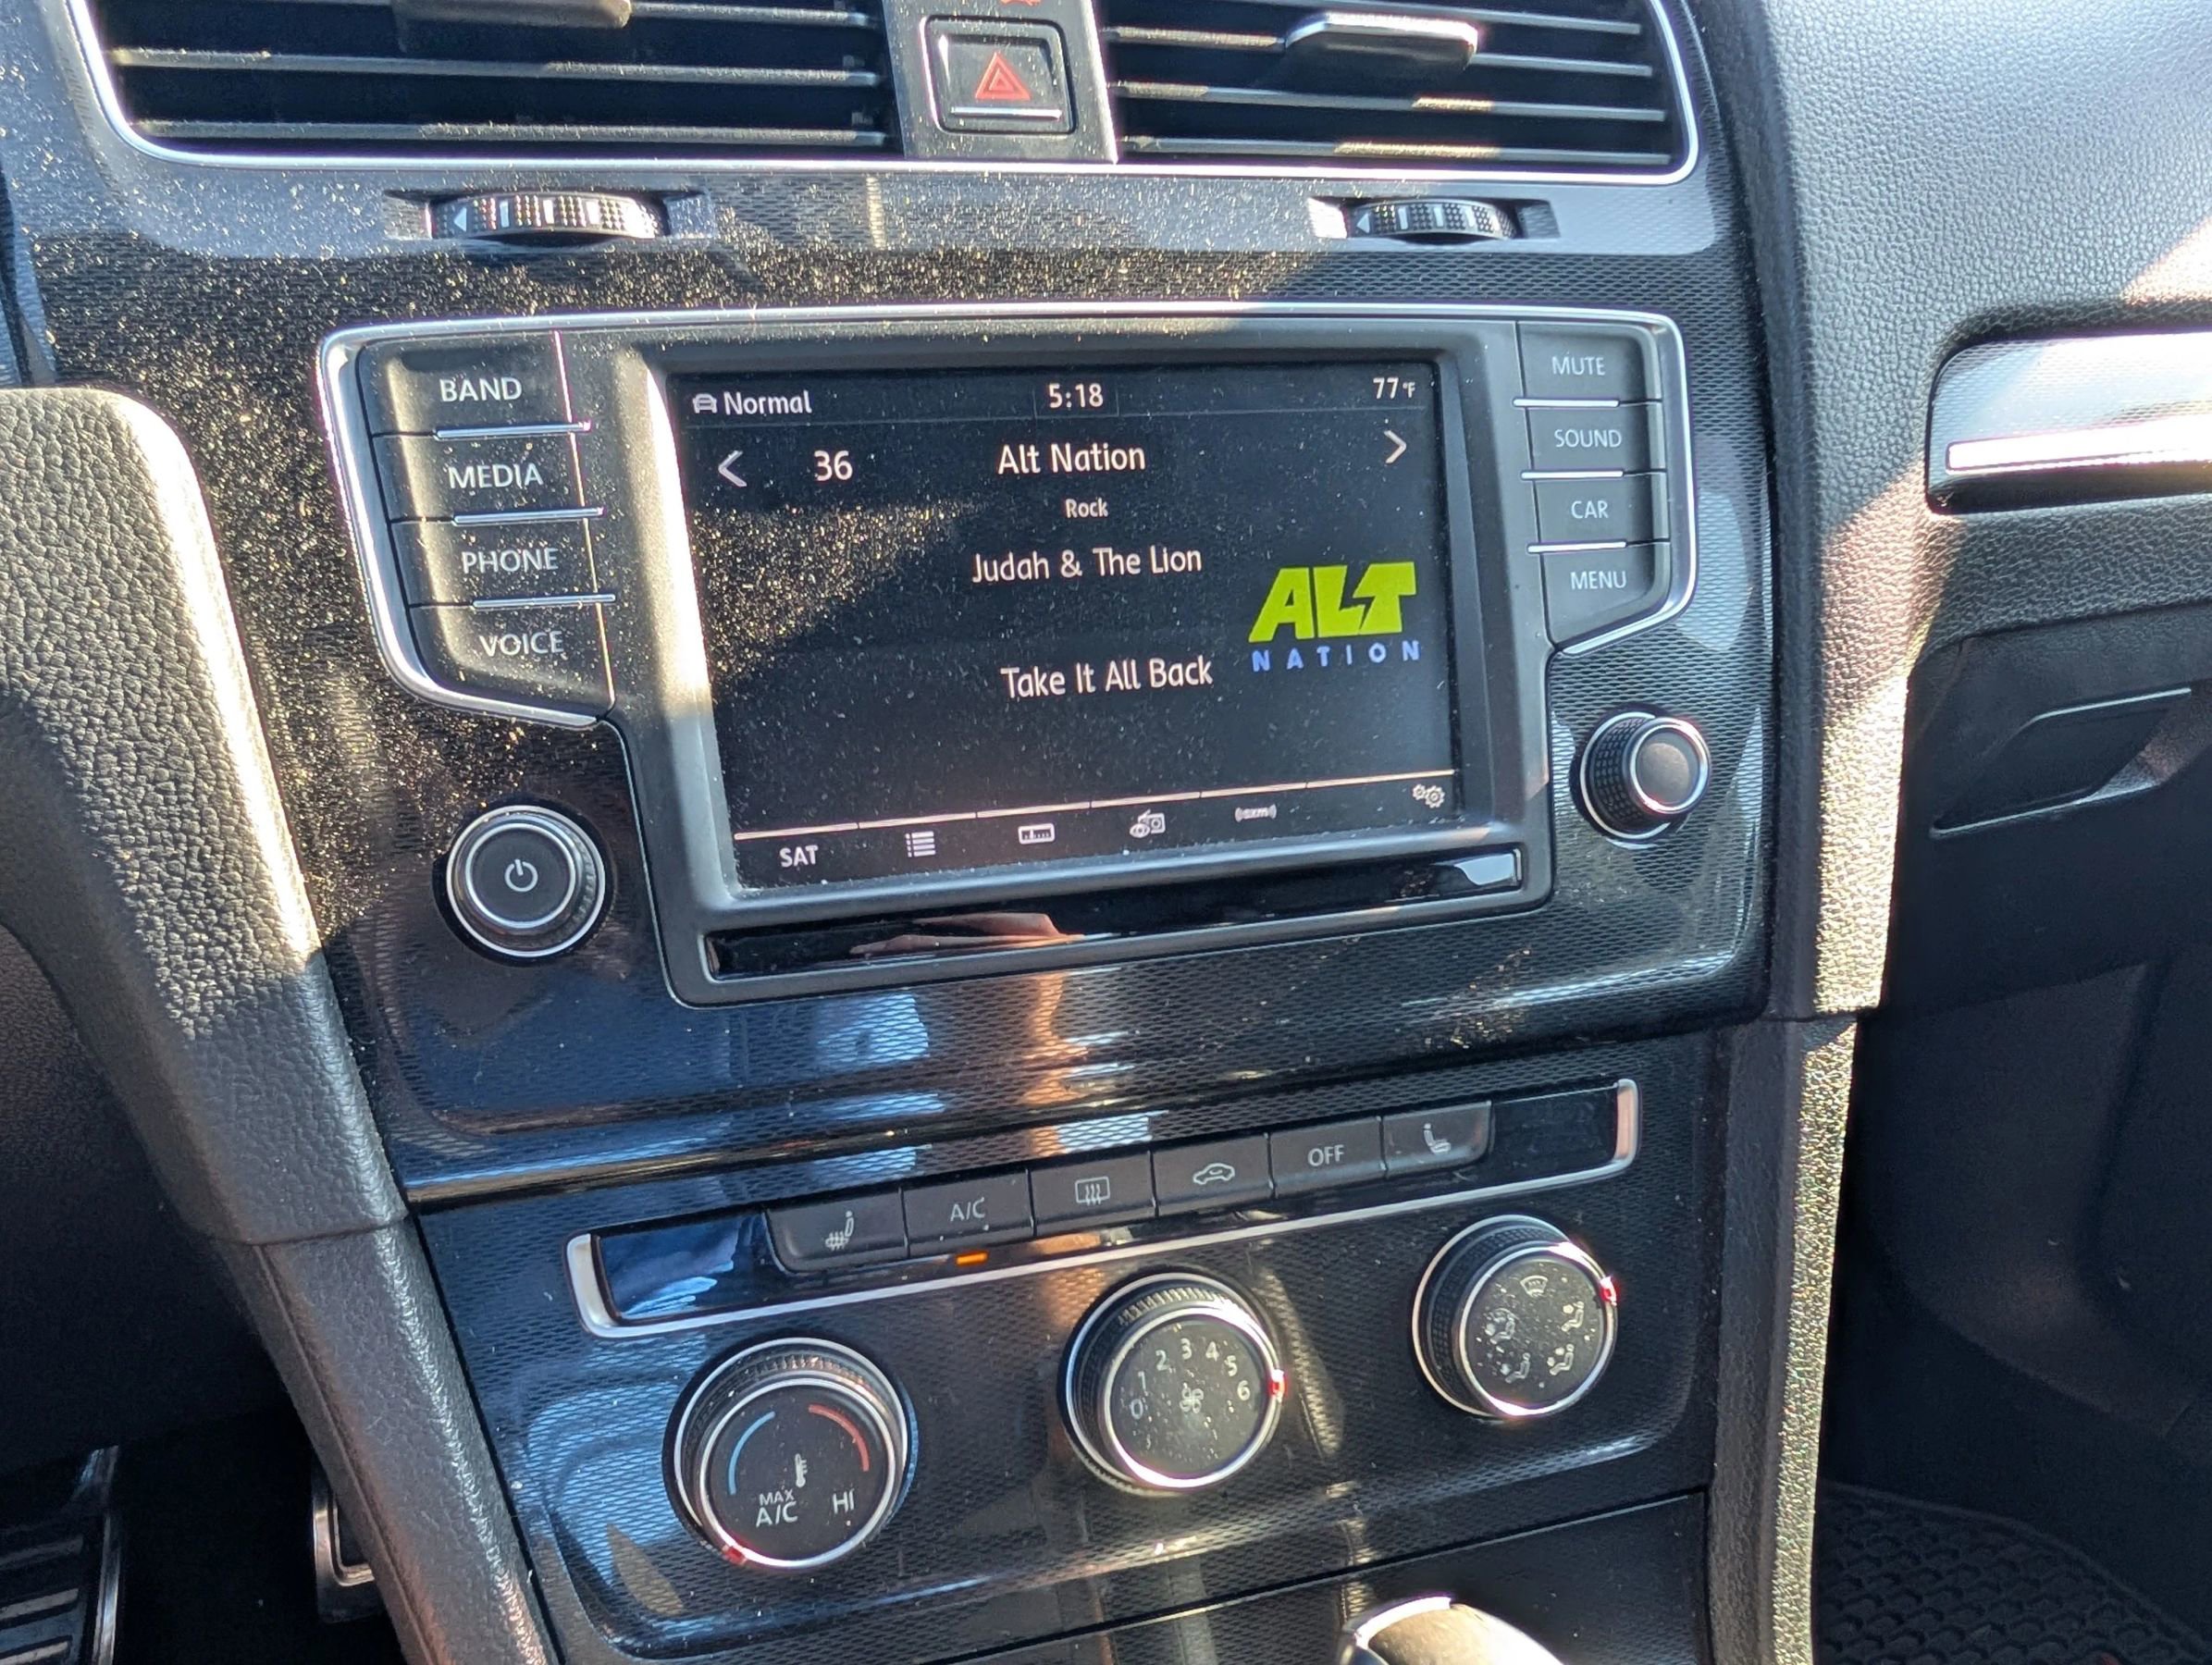 BAND
MEDIA
PHONE
VOICE
Normal
5:18
77°F
36
Alt Nation
Rock
Judah & The Lion
ALT
NATION
Take It All Back
SAT
MUTE
SOUND
CAR
MENU
A/C
OFF
MAX
A/C
HI
0 1 2 3 4 5 6